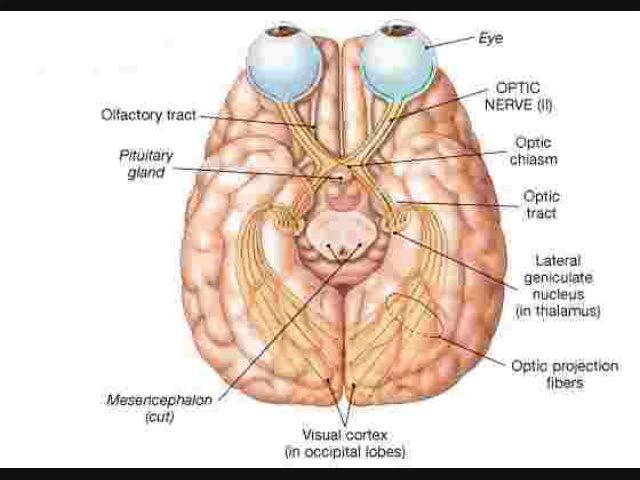 Eye
OPTIC
NERVE (II)
Olfactory tract
Optic
chiasm
Pituitary
gland
Optic
tract
Lateral
geniculate
nucleus
(in thalamus)
Optic projection
fibers
Mesencephalon
(cut)
Visual cortex
(in occipital lobes)